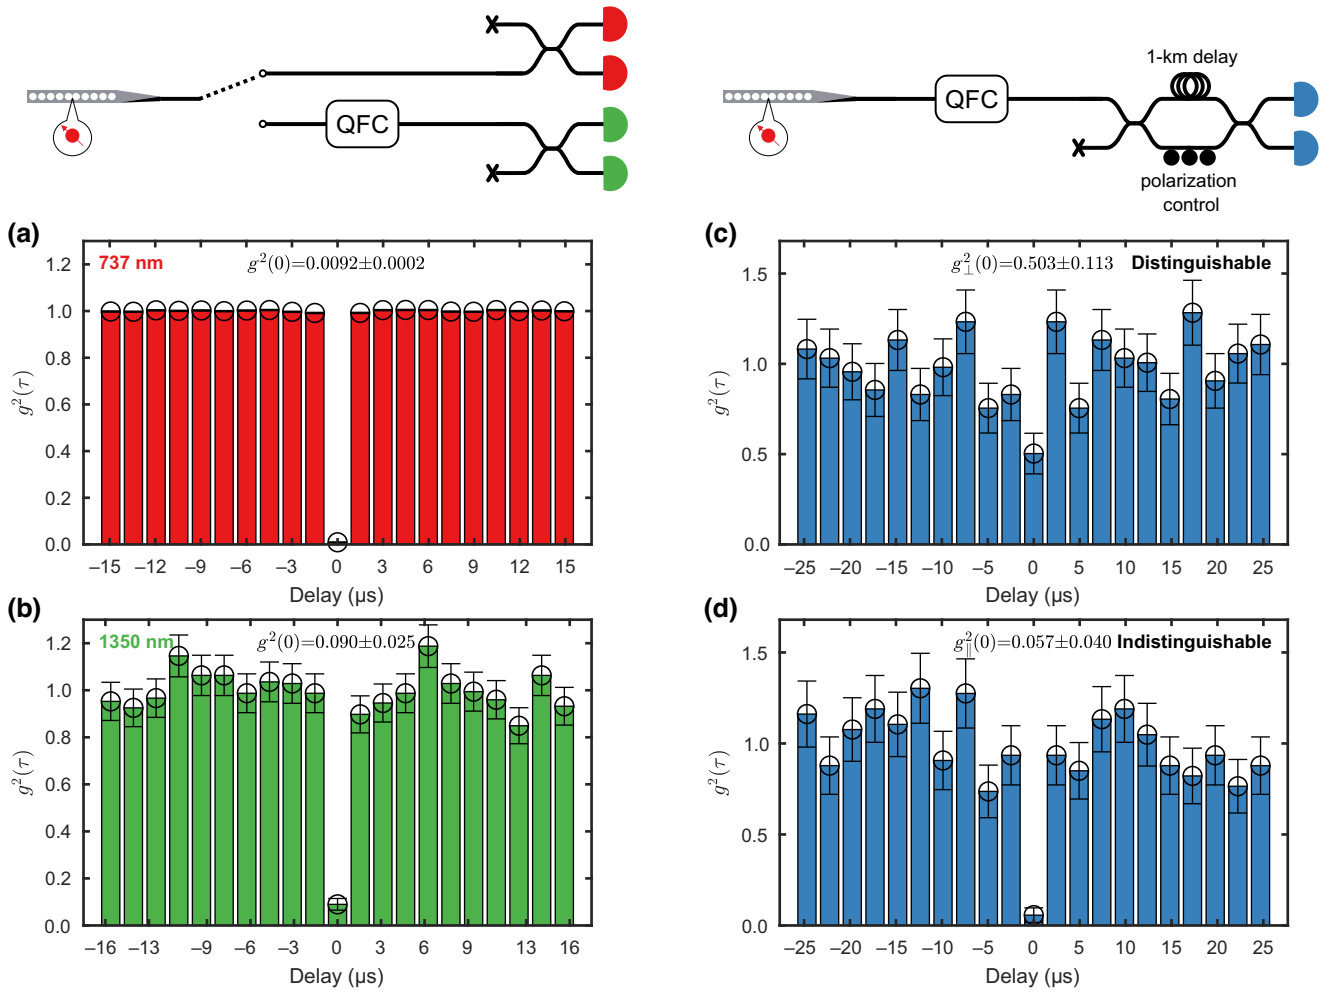 QFC
QFC
1-km delay
polarization
control
(a)
737 nm
g²(0)=0.0092±0.0002
1.2
1.0
0.8
0.6
0.4
0.2
0.0
g²(τ)
–15 –12 –9 –6 –3 0 3 6 9 12 15
Delay (µs)
(b)
1350 nm
g²(0)=0.090±0.025
1.2
1.0
0.8
0.6
0.4
0.2
0.0
g²(τ)
–16 –13 –9 –6 –3 0 3 6 9 13 16
Delay (µs)
(c)
g²⊥(0)=0.503±0.113 Distinguishable
1.5
1.0
0.5
0.0
g²(τ)
–25 –20 –15 –10 –5 0 5 10 15 20 25
Delay (µs)
(d)
g²∥(0)=0.057±0.040 Indistinguishable
1.5
1.0
0.5
0.0
g²(τ)
–25 –20 –15 –10 –5 0 5 10 15 20 25
Delay (µs)